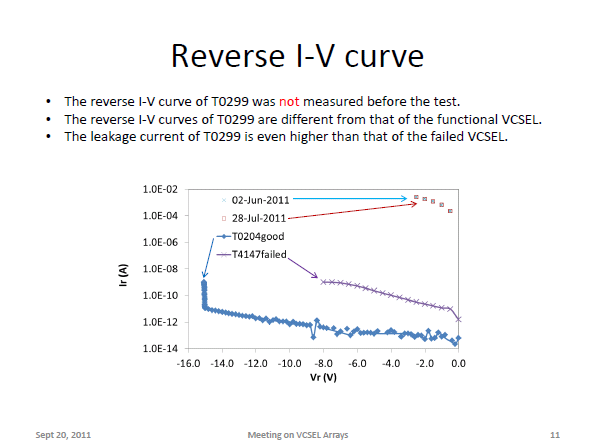 Reverse I-V curve
• The reverse I-V curve of T0299 was not measured before the test.
• The reverse I-V curves of T0299 are different from that of the functional VCSEL.
• The leakage current of T0299 is even higher than that of the failed VCSEL.
1.0E-02
1.0E-04
1.0E-06
1.0E-08
1.0E-10
1.0E-12
1.0E-14
Ir (A)
02-Jun-2011
28-Jul-2011
T0204good
T4147failed
-16.0 -14.0 -12.0 -10.0 -8.0 -6.0 -4.0 -2.0 0.0
Vr (V)
Sept 20, 2011 Meeting on VCSEL Arrays 11